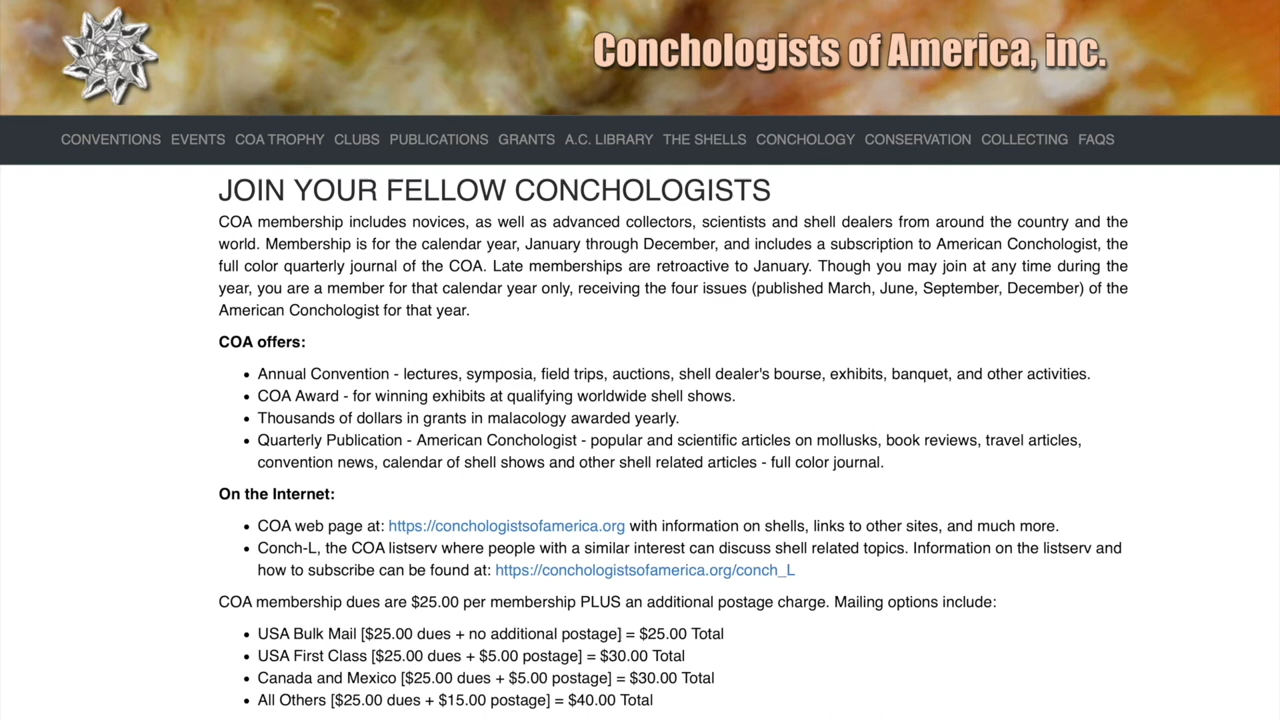 Conchologists of America, inc.
CONVENTIONS EVENTS COA TROPHY CLUBS PUBLICATIONS GRANTS A.C. LIBRARY THE SHELLS CONCHOLOGY CONSERVATION COLLECTING FAQS
JOIN YOUR FELLOW CONCHOLOGISTS
COA membership includes novices, as well as advanced collectors, scientists and shell dealers from around the country and the
world. Membership is for the calendar year, January through December, and includes a subscription to American Conchologist, the
full color quarterly journal of the COA. Late memberships are retroactive to January. Though you may join at any time during the
year, you are a member for that calendar year only, receiving the four issues (published March, June, September, December) of the
American Conchologist for that year.
COA offers:
• Annual Convention - lectures, symposia, field trips, auctions, shell dealer's bourse, exhibits, banquet, and other activities.
• COA Award - for winning exhibits at qualifying worldwide shell shows.
• Thousands of dollars in grants in malacology awarded yearly.
• Quarterly Publication - American Conchologist - popular and scientific articles on mollusks, book reviews, travel articles,
convention news, calendar of shell shows and other shell related articles - full color journal.
On the Internet:
• COA web page at: https://conchologistsofamerica.org with information on shells, links to other sites, and much more.
• Conch-L, the COA listserv where people with a similar interest can discuss shell related topics. Information on the listserv and
how to subscribe can be found at: https://conchologistsofamerica.org/conch_L
COA membership dues are $25.00 per membership PLUS an additional postage charge. Mailing options include:
• USA Bulk Mail [$25.00 dues + no additional postage] = $25.00 Total
• USA First Class [$25.00 dues + $5.00 postage] = $30.00 Total
• Canada and Mexico [$25.00 dues + $5.00 postage] = $30.00 Total
• All Others [$25.00 dues + $15.00 postage] = $40.00 Total